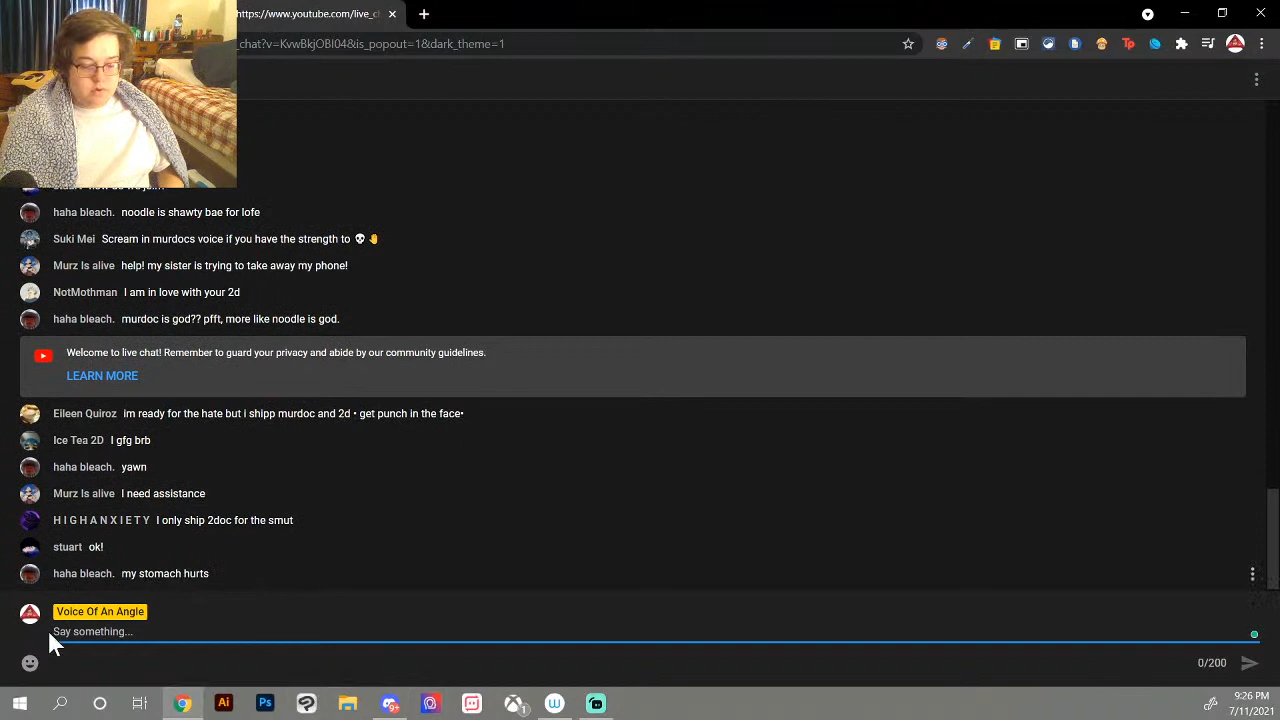 https://www.youtube.com/live_c
_chat?v=KvwBkjOBI04&is_popout=1&dark_theme=1
haha bleach. noodle is shawty bae for lofe
Suki Mei Scream in murdocs voice if you have the strength to 💀🤚
Murz Is alive help! my sister is trying to take away my phone!
NotMothman I am in love with your 2d
haha bleach. murdoc is god?? pfft, more like noodle is god.
Welcome to live chat! Remember to guard your privacy and abide by our community guidelines.
LEARN MORE
Eileen Quiroz im ready for the hate but i shipp murdoc and 2d • get punch in the face•
Ice Tea 2D I gfg brb
haha bleach. yawn
Murz Is alive I need assistance
H I G H A N X I E T Y I only ship 2doc for the smut
stuart ok!
haha bleach. my stomach hurts
Voice Of An Angle
Say something...
0/200
9:26 PM
7/11/2021